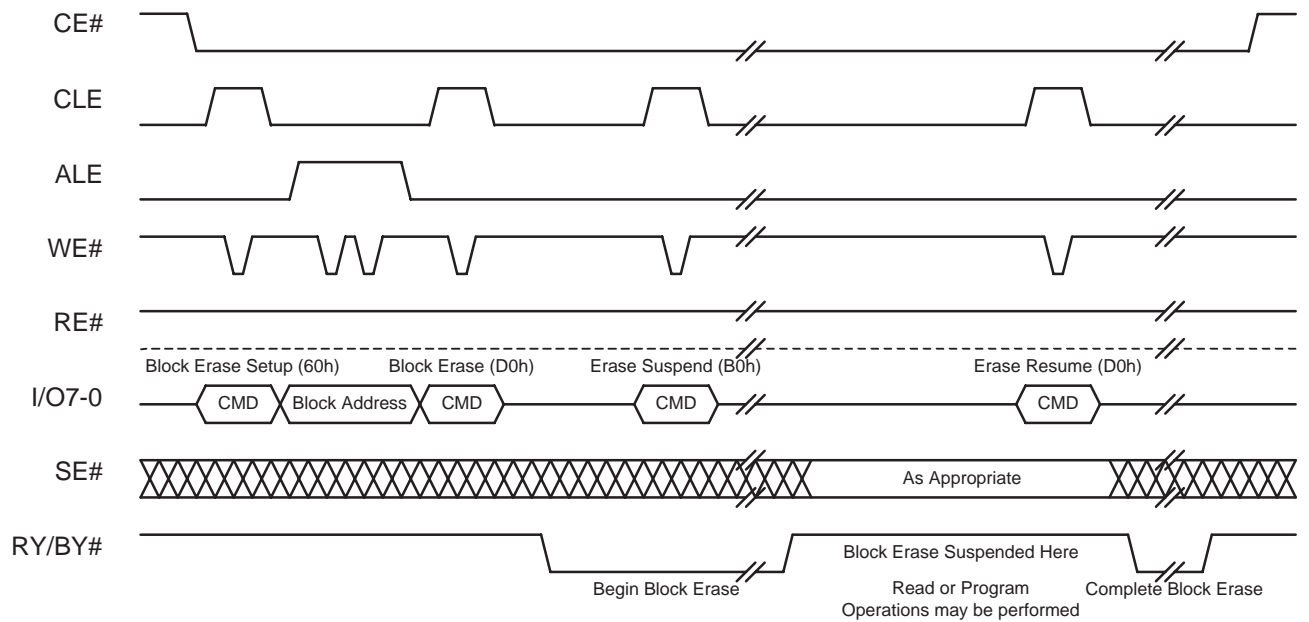 CE#
CLE
ALE
WE#
RE#
Block Erase Setup (60h) Block Erase (D0h) Erase Suspend (B0h) Erase Resume (D0h)
I/O7-0 CMD Block Address CMD CMD CMD
SE# As Appropriate
RY/BY# Block Erase Suspended Here
Begin Block Erase Read or Program Complete Block Erase
Operations may be performed